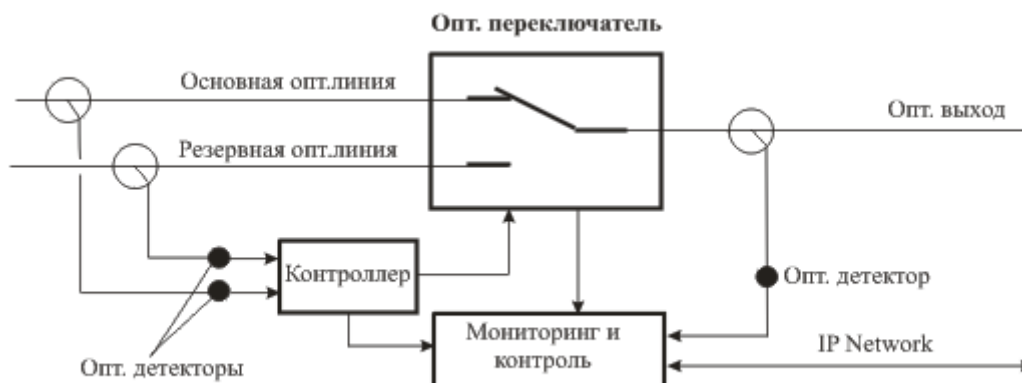 Опт. переключатель
Основная опт.линия
Опт. выход
Резервная опт.линия
Контроллер
Опт. детектор
Мониторинг и
контроль
IP Network
Опт. детекторы